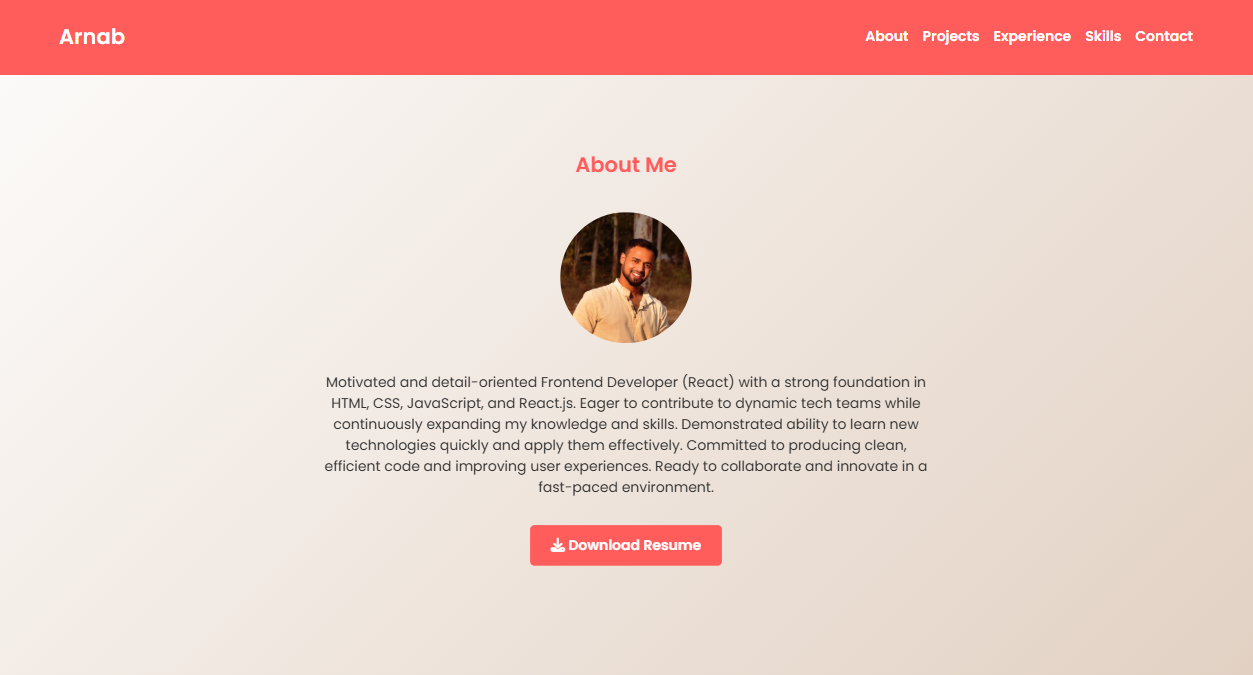 Arnab
About Projects Experience Skills Contact
About Me
Motivated and detail-oriented Frontend Developer (React) with a strong foundation in
HTML, CSS, JavaScript, and React.js. Eager to contribute to dynamic tech teams while
continuously expanding my knowledge and skills. Demonstrated ability to learn new
technologies quickly and apply them effectively. Committed to producing clean,
efficient code and improving user experiences. Ready to collaborate and innovate in a
fast-paced environment.
Download Resume